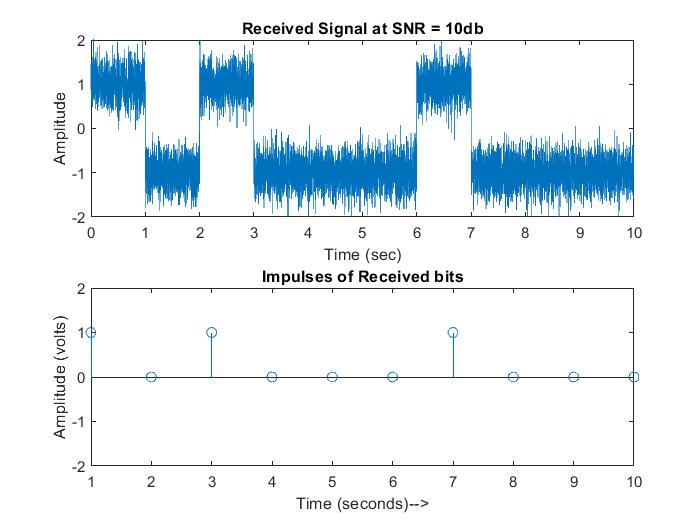 Received Signal at SNR = 10db
2
1
0
-1
-2
Amplitude
0 1 2 3 4 5 6 7 8 9 10
Time (sec)
Impulses of Received bits
2
1
0
-1
-2
Amplitude (volts)
1 2 3 4 5 6 7 8 9 10
Time (seconds)-->